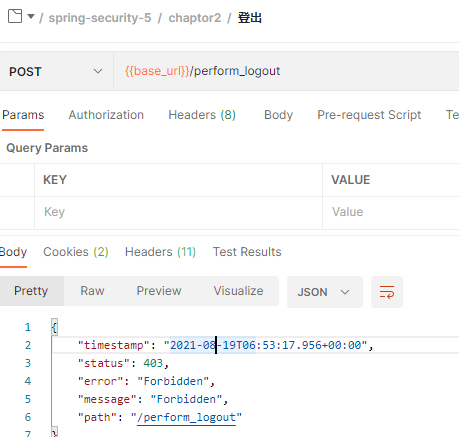 / spring-security-5 / chaptor2 / 登出
POST {{base_url}}/perform_logout
Params Authorization Headers (8) Body Pre-request Script Te
Query Params
KEY VALUE
Key Value
Body Cookies (2) Headers (11) Test Results
Pretty Raw Preview Visualize JSON
1 {
2 "timestamp": "2021-08-19T06:53:17.956+00:00",
3 "status": 403,
4 "error": "Forbidden",
5 "message": "Forbidden",
6 "path": "/perform_logout"
7 }